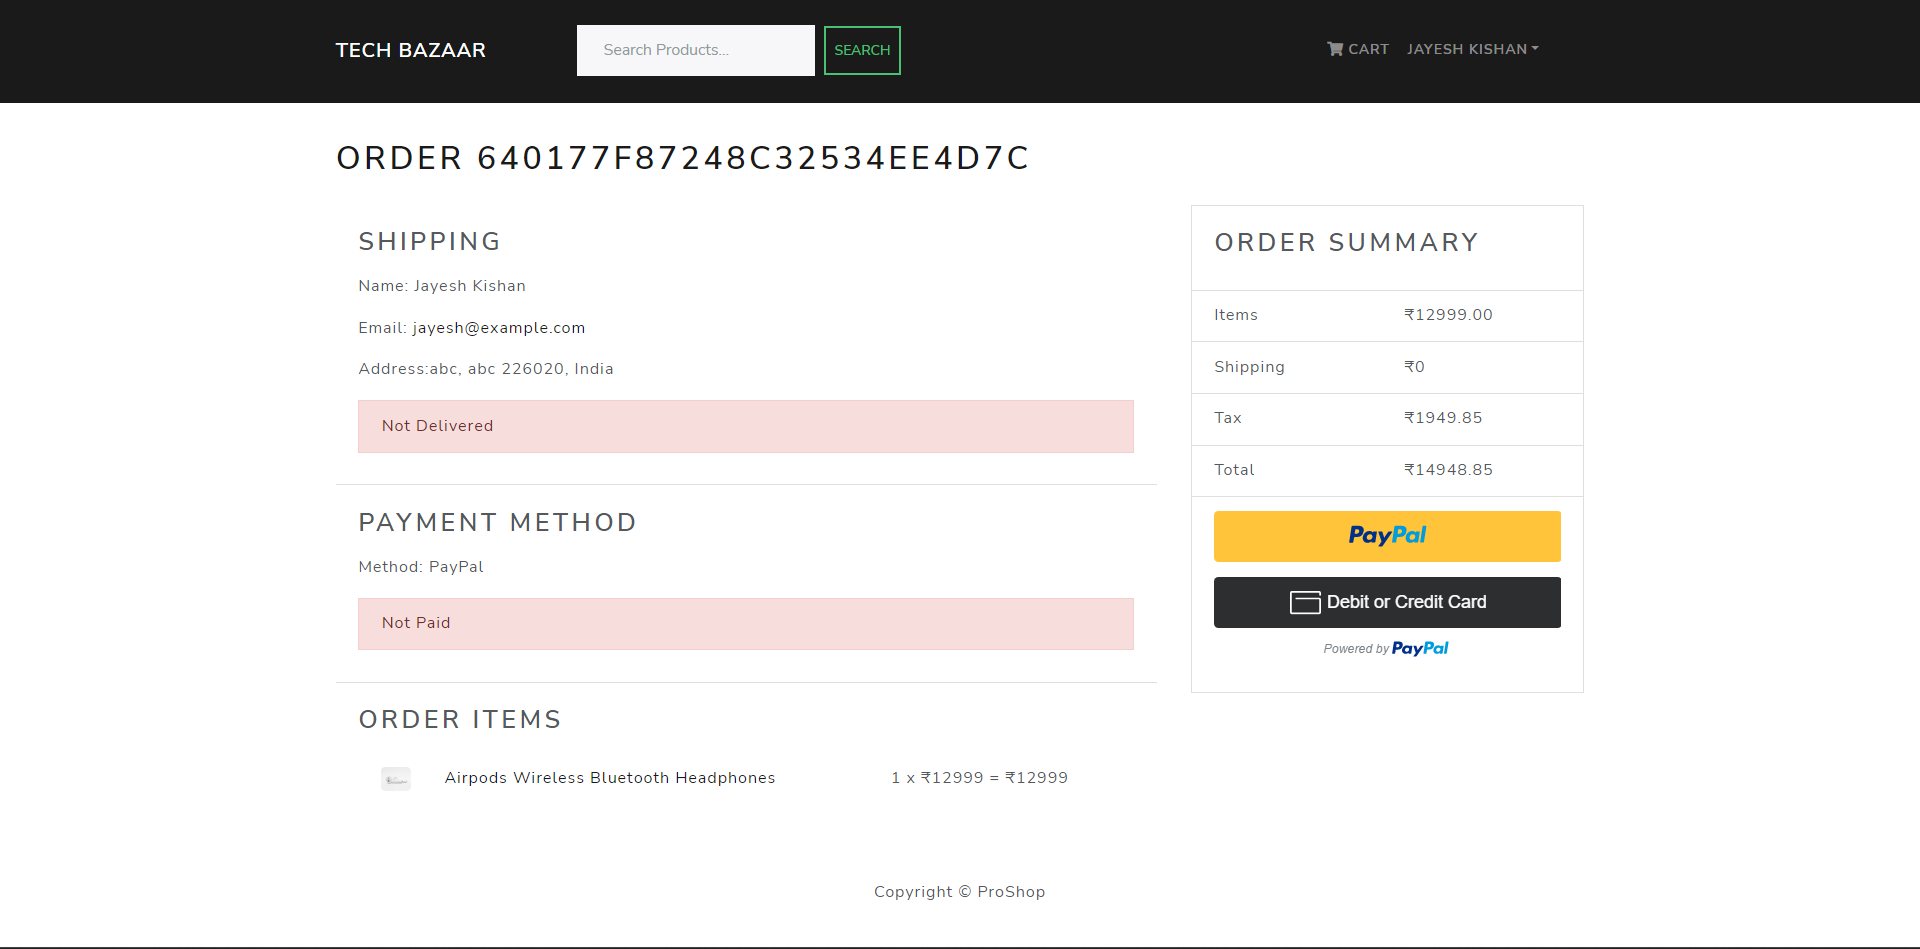 TECH BAZAAR
Search Products...
SEARCH
CART
JAYESH KISHAN
ORDER 640177F87248C32534EE4D7C
SHIPPING
Name: Jayesh Kishan
Email: jayesh@example.com
Address:abc, abc 226020, India
Not Delivered
PAYMENT METHOD
Method: PayPal
Not Paid
ORDER ITEMS
Airpods Wireless Bluetooth Headphones 1 x ₹12999 = ₹12999
ORDER SUMMARY
Items ₹12999.00
Shipping ₹0
Tax ₹1949.85
Total ₹14948.85
PayPal
Debit or Credit Card
Powered by PayPal
Copyright © ProShop